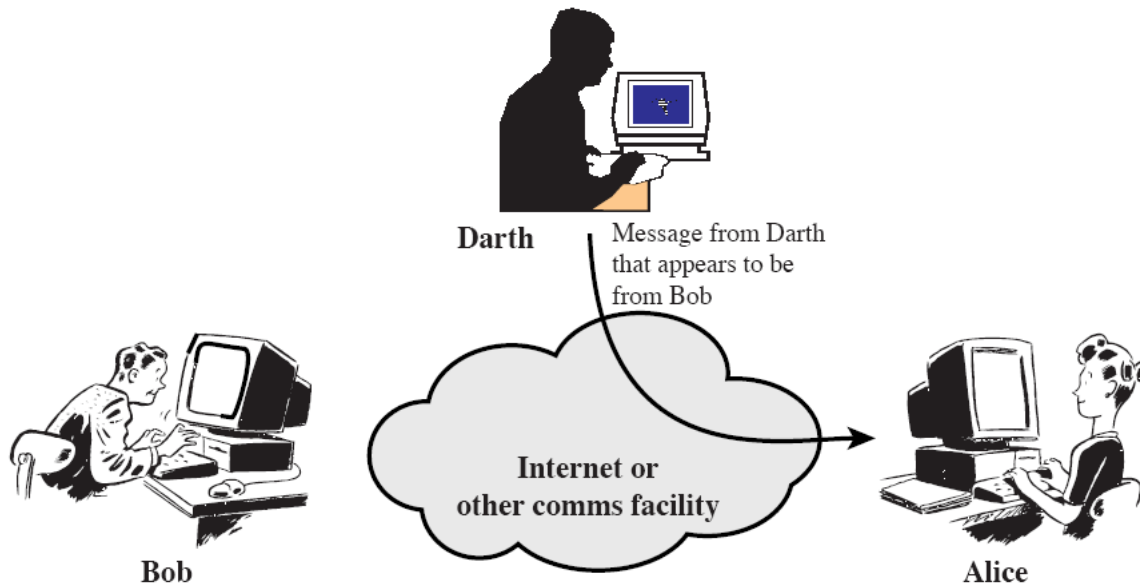 Darth
Message from Darth
that appears to be
from Bob
Internet or
other comms facility
Bob
Alice